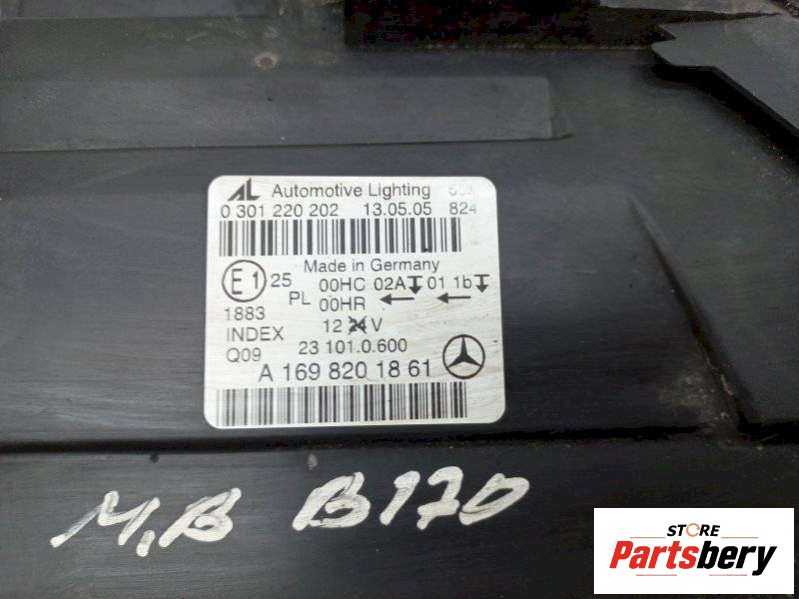 AL Automotive Lighting
0 301 220 202 13.05.05 824
Made in Germany
E1 25 00HC 02A 01 1b
PL 00HR
1883
INDEX 12 24 V
Q09 23 101.0.600
A 169 820 18 61
M,B B170
STORE
Partsbery